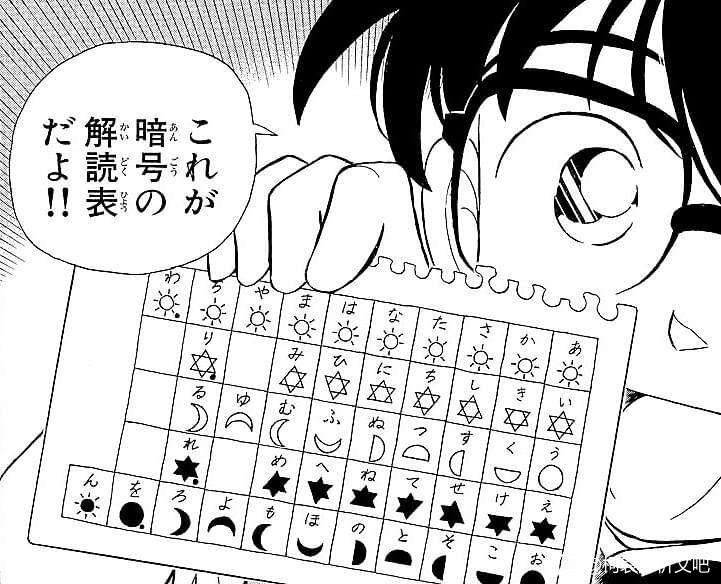 これが
暗号の
解読表
だよ!!
わ ら や ま は な た さ か あ
り み ひ に ち し き い
る ゆ む ふ ぬ つ す く う
れ め へ ね て せ け え
ん を ろ よ も ほ の と そ こ お